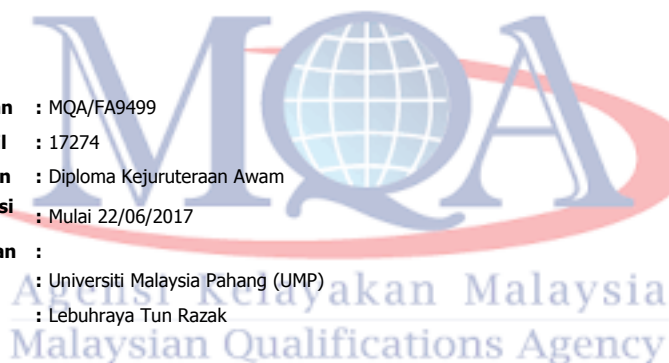 MQA
an : MQA/FA9499
l : 17274
n : Diploma Kejuruteraan Awam
si : Mulai 22/06/2017
an :
: Universiti Malaysia Pahang (UMP)
: Lebuhraya Tun Razak
Agensi Kelayakan Malaysia
Malaysian Qualifications Agency